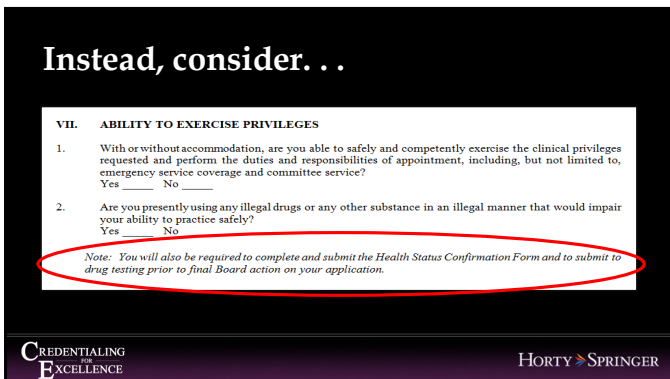 Instead, consider. . .
VII. ABILITY TO EXERCISE PRIVILEGES
1. With or without accommodation, are you able to safely and competently exercise the clinical privileges
requested and perform the duties and responsibilities of appointment, including, but not limited to,
emergency service coverage and committee service?
Yes _____ No _____
2. Are you presently using any illegal drugs or any other substance in an illegal manner that would impair
your ability to practice safely?
Yes _____ No
Note: You will also be required to complete and submit the Health Status Confirmation Form and to submit to
drug testing prior to final Board action on your application.
CREDENTIALING
FOR
EXCELLENCE
HORTY SPRINGER